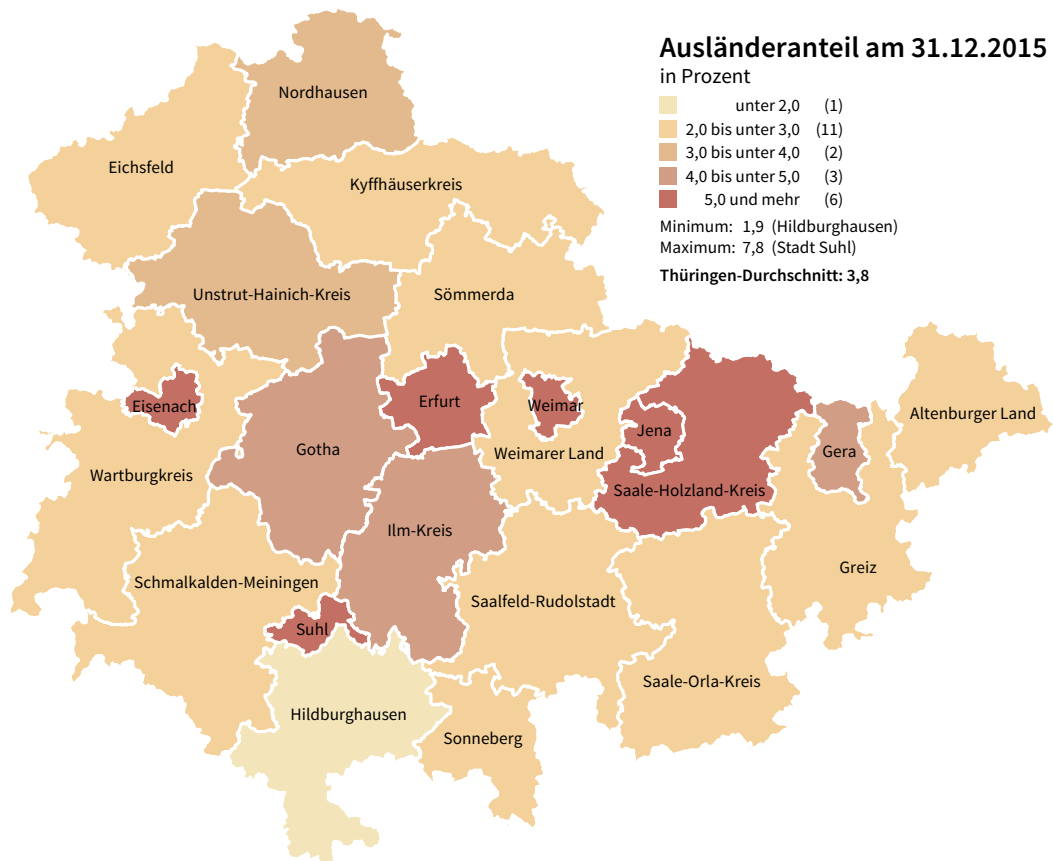 Ausländeranteil am 31.12.2015
in Prozent
unter 2,0 (1)
2,0 bis unter 3,0 (11)
3,0 bis unter 4,0 (2)
4,0 bis unter 5,0 (3)
5,0 und mehr (6)
Minimum: 1,9 (Hildburghausen)
Maximum: 7,8 (Stadt Suhl)
Thüringen-Durchschnitt: 3,8
Nordhausen
Eichsfeld
Kyffhäuserkreis
Unstrut-Hainich-Kreis
Sömmerda
Eisenach
Erfurt
Weimar
Altenburger Land
Jena
Gotha
Weimarer Land
Gera
Wartburgkreis
Saale-Holzland-Kreis
Ilm-Kreis
Greiz
Schmalkalden-Meiningen
Saalfeld-Rudolstadt
Suhl
Saale-Orla-Kreis
Hildburghausen
Sonneberg